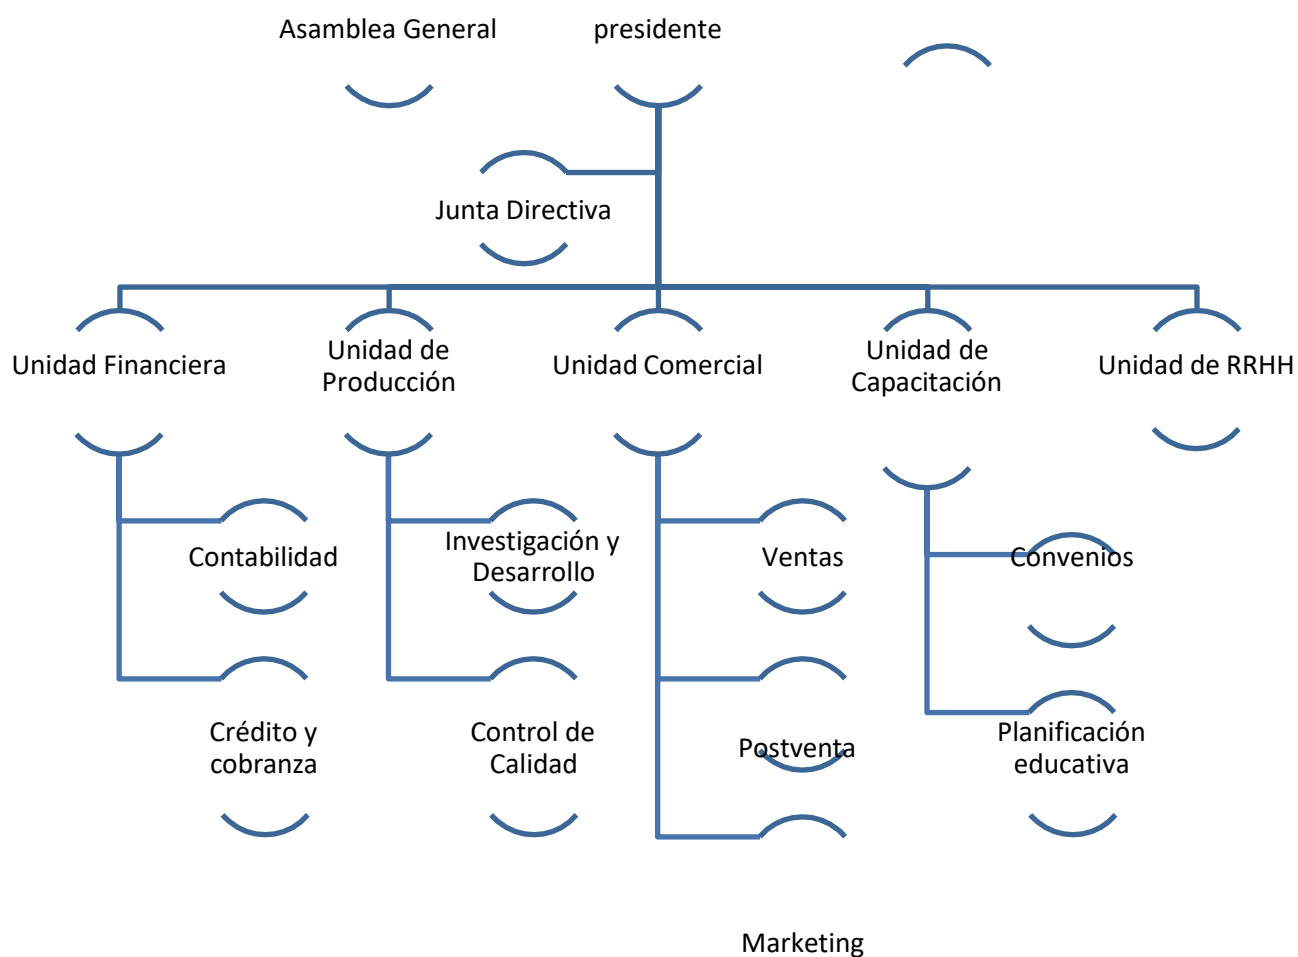 Asamblea General
presidente
Junta Directiva
Unidad Financiera
Unidad de
Producción
Unidad Comercial
Unidad de
Capacitación
Unidad de RRHH
Contabilidad
Investigación y
Desarrollo
Ventas
Convenios
Crédito y
cobranza
Control de
Calidad
Postventa
Planificación
educativa
Marketing